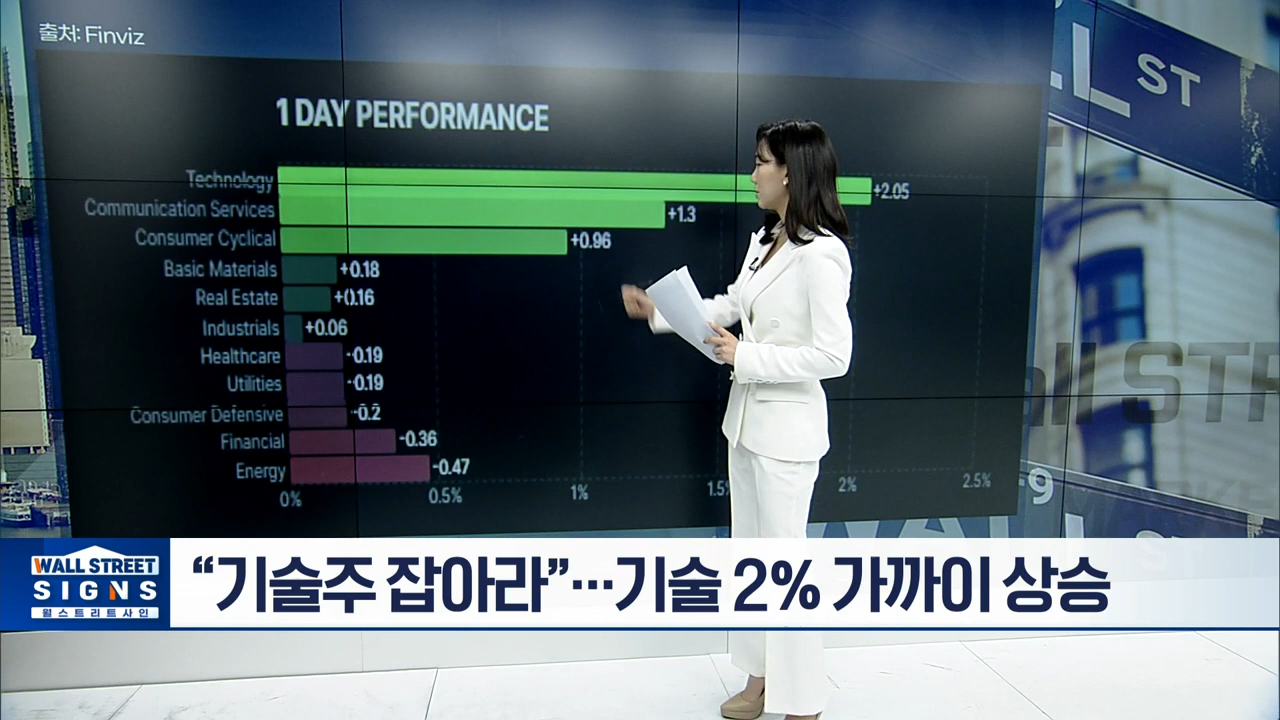 출처: Finviz
1 DAY PERFORMANCE
Technology +2.05
Communication Services +1.3
Consumer Cyclical +0.96
Basic Materials +0.18
Real Estate +0.16
Industrials +0.06
Healthcare -0.19
Utilities -0.19
Consumer Defensive -0.2
Financial -0.36
Energy -0.47
0% 0.5% 1% 1.5 2% 2.5%
ST
all STR
-9
WALL STREET
SIGNS
월스트리트사인
“기술주 잡아라”…기술 2% 가까이 상승